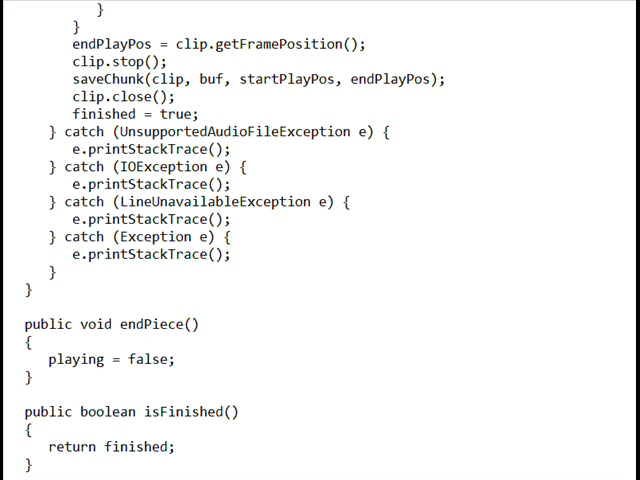 }
}
endPlayPos = clip.getFramePosition();
clip.stop();
saveChunk(clip, buf, startPlayPos, endPlayPos);
clip.close();
finished = true;
} catch (UnsupportedAudioFileException e) {
e.printStackTrace();
} catch (IOException e) {
e.printStackTrace();
} catch (LineUnavailableException e) {
e.printStackTrace();
} catch (Exception e) {
e.printStackTrace();
}
}
public void endPiece()
{
playing = false;
}
public boolean isFinished()
{
return finished;
}